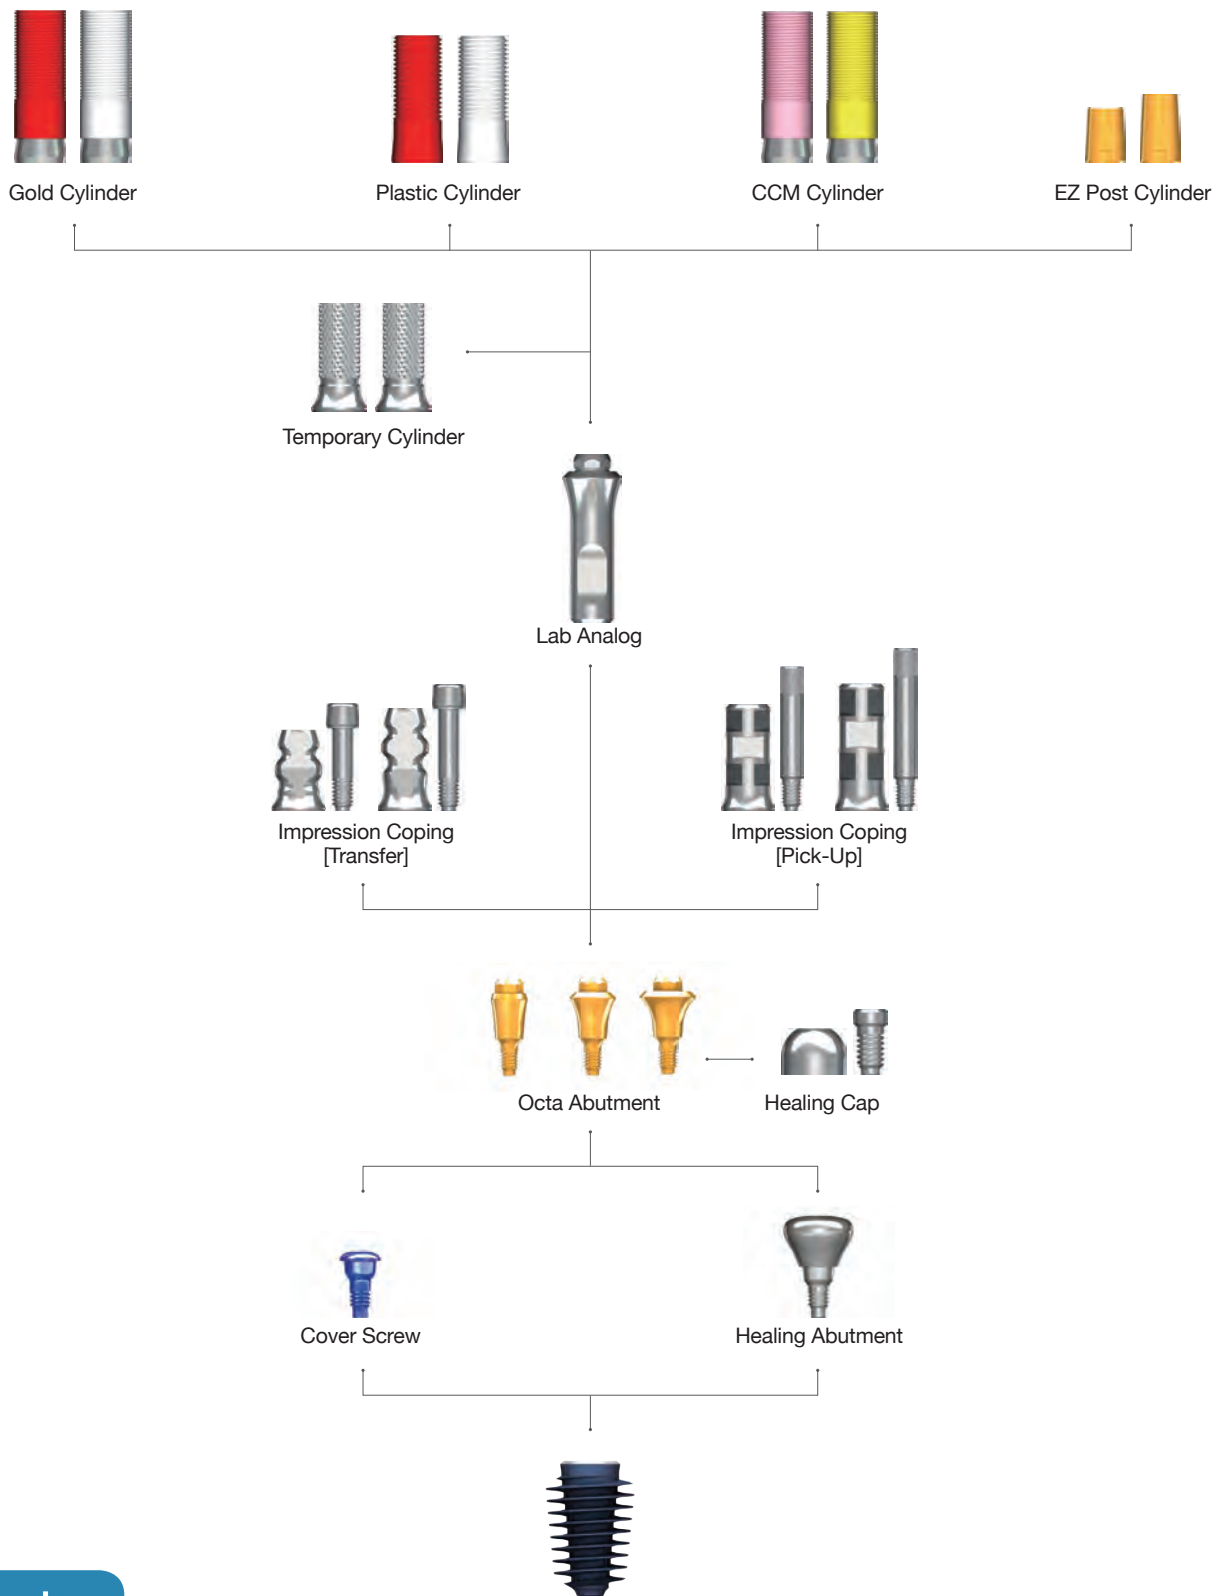 Gold Cylinder
Plastic Cylinder
CCM Cylinder
EZ Post Cylinder
Temporary Cylinder
Lab Analog
Impression Coping
[Transfer]
Impression Coping
[Pick-Up]
Octa Abutment
Healing Cap
Cover Screw
Healing Abutment